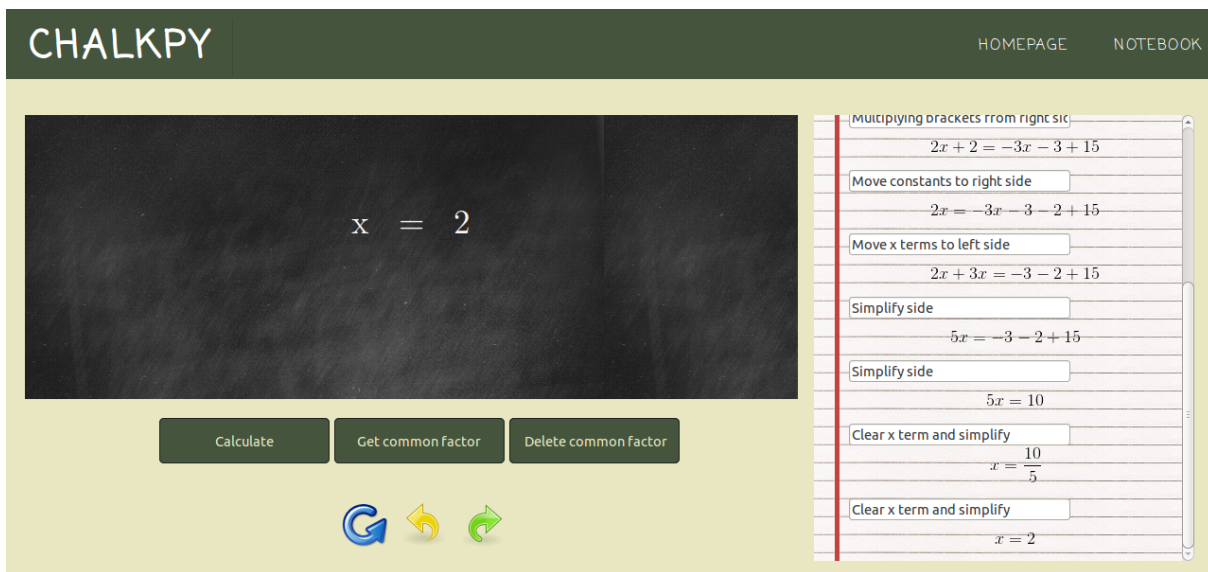 CHALKPY
HOMEPAGE NOTEBOOK
x = 2
Calculate
Get common factor
Delete common factor
Multiplying brackets from right sid
2x + 2 = −3x − 3 + 15
Move constants to right side
2x = −3x − 3 − 2 + 15
Move x terms to left side
2x + 3x = −3 − 2 + 15
Simplify side
5x = −3 − 2 + 15
Simplify side
5x = 10
Clear x term and simplify
x = 10/5
Clear x term and simplify
x = 2